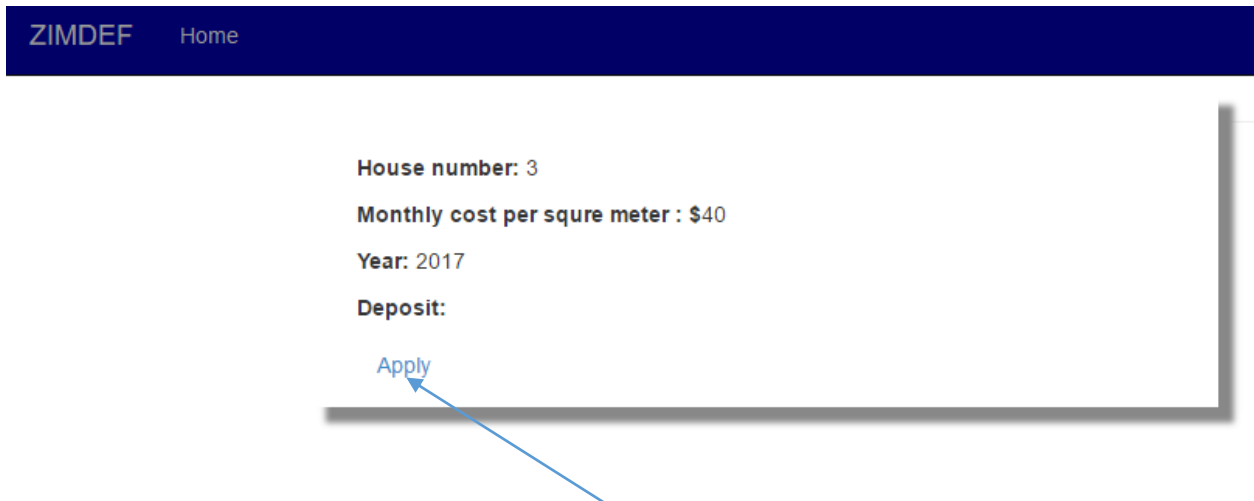 ZIMDEF Home
House number: 3
Monthly cost per squre meter : $40
Year: 2017
Deposit:
Apply